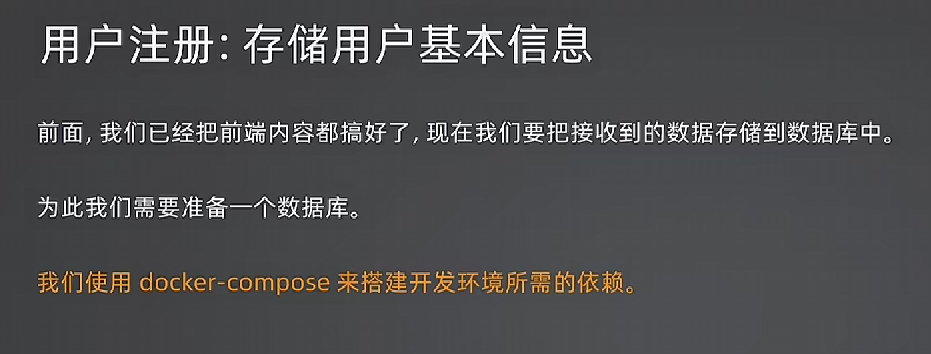 用户注册: 存储用户基本信息
前面, 我们已经把前端内容都搞好了, 现在我们要把接收到的数据存储到数据库中。
为此我们需要准备一个数据库。
我们使用 docker-compose 来搭建开发环境所需的依赖。